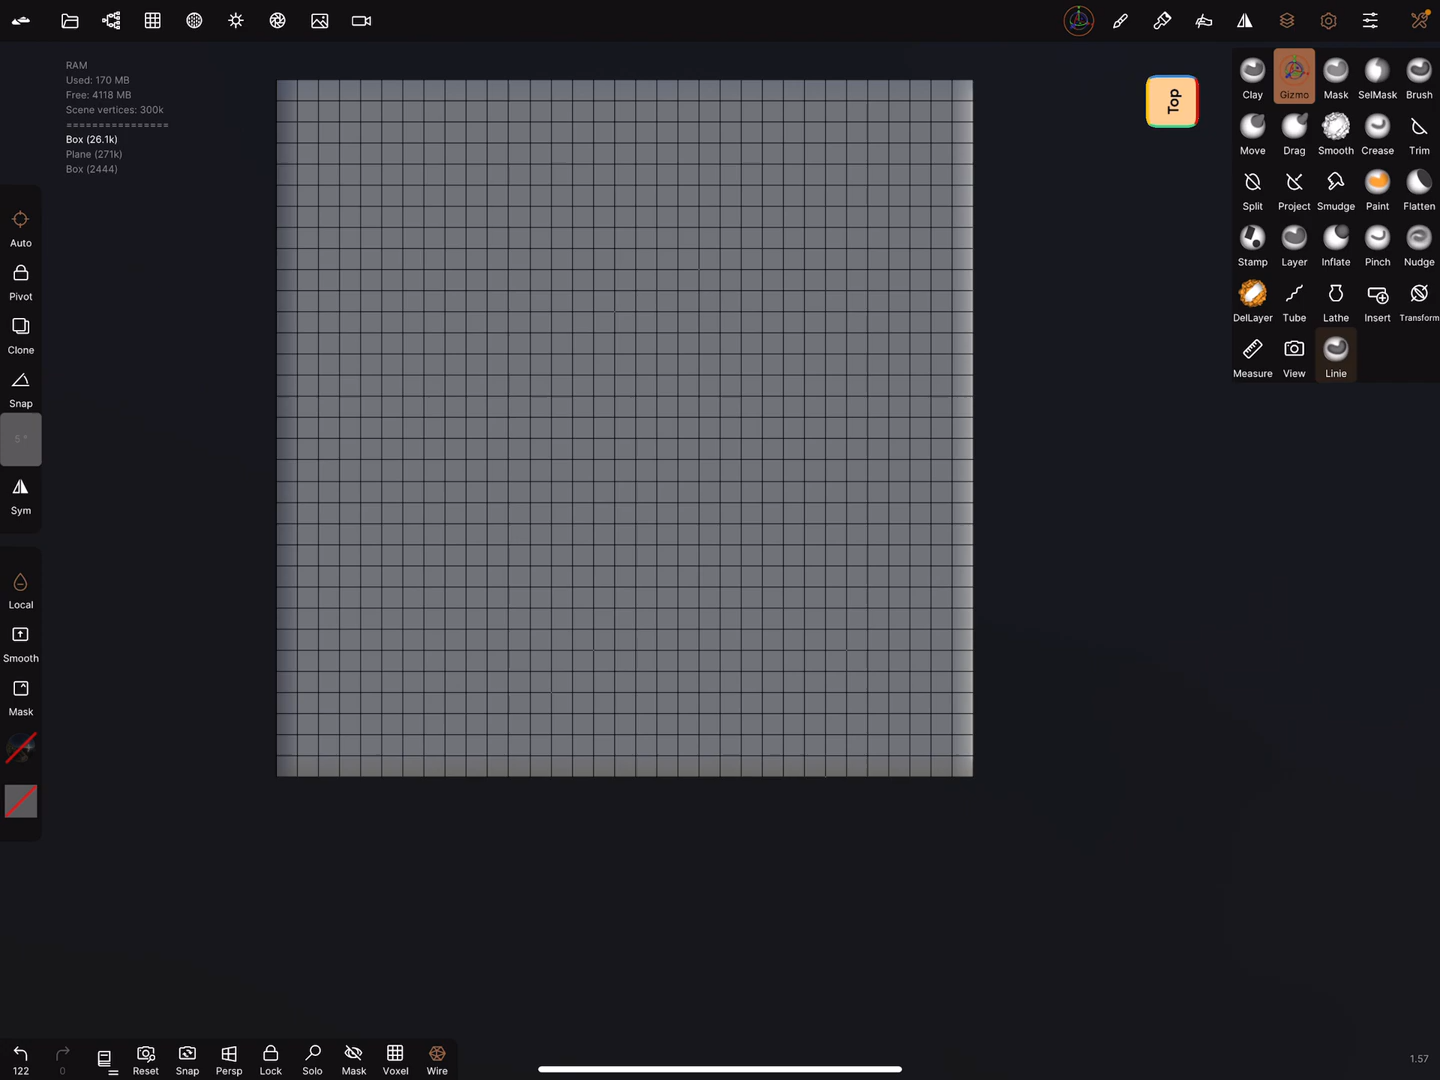 RAM
Used: 170 MB
Free: 4118 MB
Scene vertices: 300k
================
Box (26.1k)
Plane (271k)
Box (2444)
Top
Clay
Gizmo
Mask
SelMask
Brush
Move
Drag
Smooth
Crease
Trim
Split
Project
Smudge
Paint
Flatten
Stamp
Layer
Inflate
Pinch
Nudge
DelLayer
Tube
Lathe
Insert
Transform
Measure
View
Linie
Auto
Pivot
Clone
Snap
5 °
Sym
Local
Smooth
Mask
122
0
Reset
Snap
Persp
Lock
Solo
Mask
Voxel
Wire
1.57